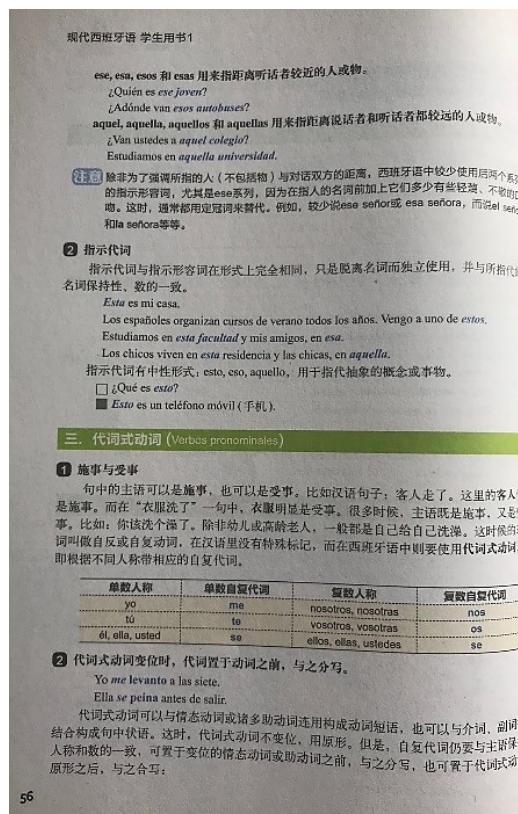 现代西班牙语 学生用书1
ese, esa, esos 和 esas 用来指距离听话者较近的人或物。
¿Quién es ese joven?
¿Adónde van esos autobuses?
aquel, aquella, aquellos 和 aquellas 用来指距离说话者和听话者都较远的人或物。
¿Van ustedes a aquel colegio?
Estudiamos en aquella universidad.
注意 除非为了强调所指的人（不包括物）与对话双方的距离，西班牙语中较少使用后两个系
的指示形容词，尤其是ese系列，因为在指人的名词前加上它们多少有些轻蔑、不敬的
吻。这时，通常都用定冠词来替代。例如，较少说ese señor或 esa señora，而说el
和la señora等等。
2 指示代词
指示代词与指示形容词在形式上完全相同，只是脱离名词而独立使用，并与所指代
名词保持性、数的一致。
Esta es mi casa.
Los españoles organizan cursos de verano todos los años. Vengo a uno de estos.
Estudiamos en esta facultad y mis amigos, en esa.
Los chicos viven en esta residencia y las chicas, en aquella.
指示代词有中性形式：esto, eso, aquello，用于指代抽象的概念或事物。
□ ¿Qué es esto?
■ Esto es un teléfono móvil（手机）.
三. 代词式动词（Verbos pronominales）
1 施事与受事
句中的主语可以是施事，也可以是受事。比如汉语句子：客人走了。这里的客人
是施事。而在“衣服洗了”一句中，衣服明显是受事。很多时候，主语既是施事，又是
事。比如：你该洗个澡了。除非幼儿或高龄老人，一般都是自己给自己洗澡。这时候的
词叫做自反或自复动词，在汉语里没有特殊标记，而在西班牙语中则要使用代词式动词，
即根据不同人称带相应的自复代词。
单数人称 单数自复代词 复数人称 复数自复代词
yo me nosotros, nosotras nos
tú te vosotros, vosotras os
él, ella, usted se ellos, ellas, ustedes se
2 代词式动词变位时，代词置于动词之前，与之分写。
Yo me levanto a las siete.
Ella se peina antes de salir.
代词式动词可以与情态动词或诸多助动词连用构成动词短语，也可以与介词、副词
结合构成句中状语。这时，代词式动词不变位，用原形。但是，自复代词仍要与主语保
人称和数的一致，可置于变位的情态动词或助动词之前，与之分写，也可置于代词式动
原形之后，与之合写：
56